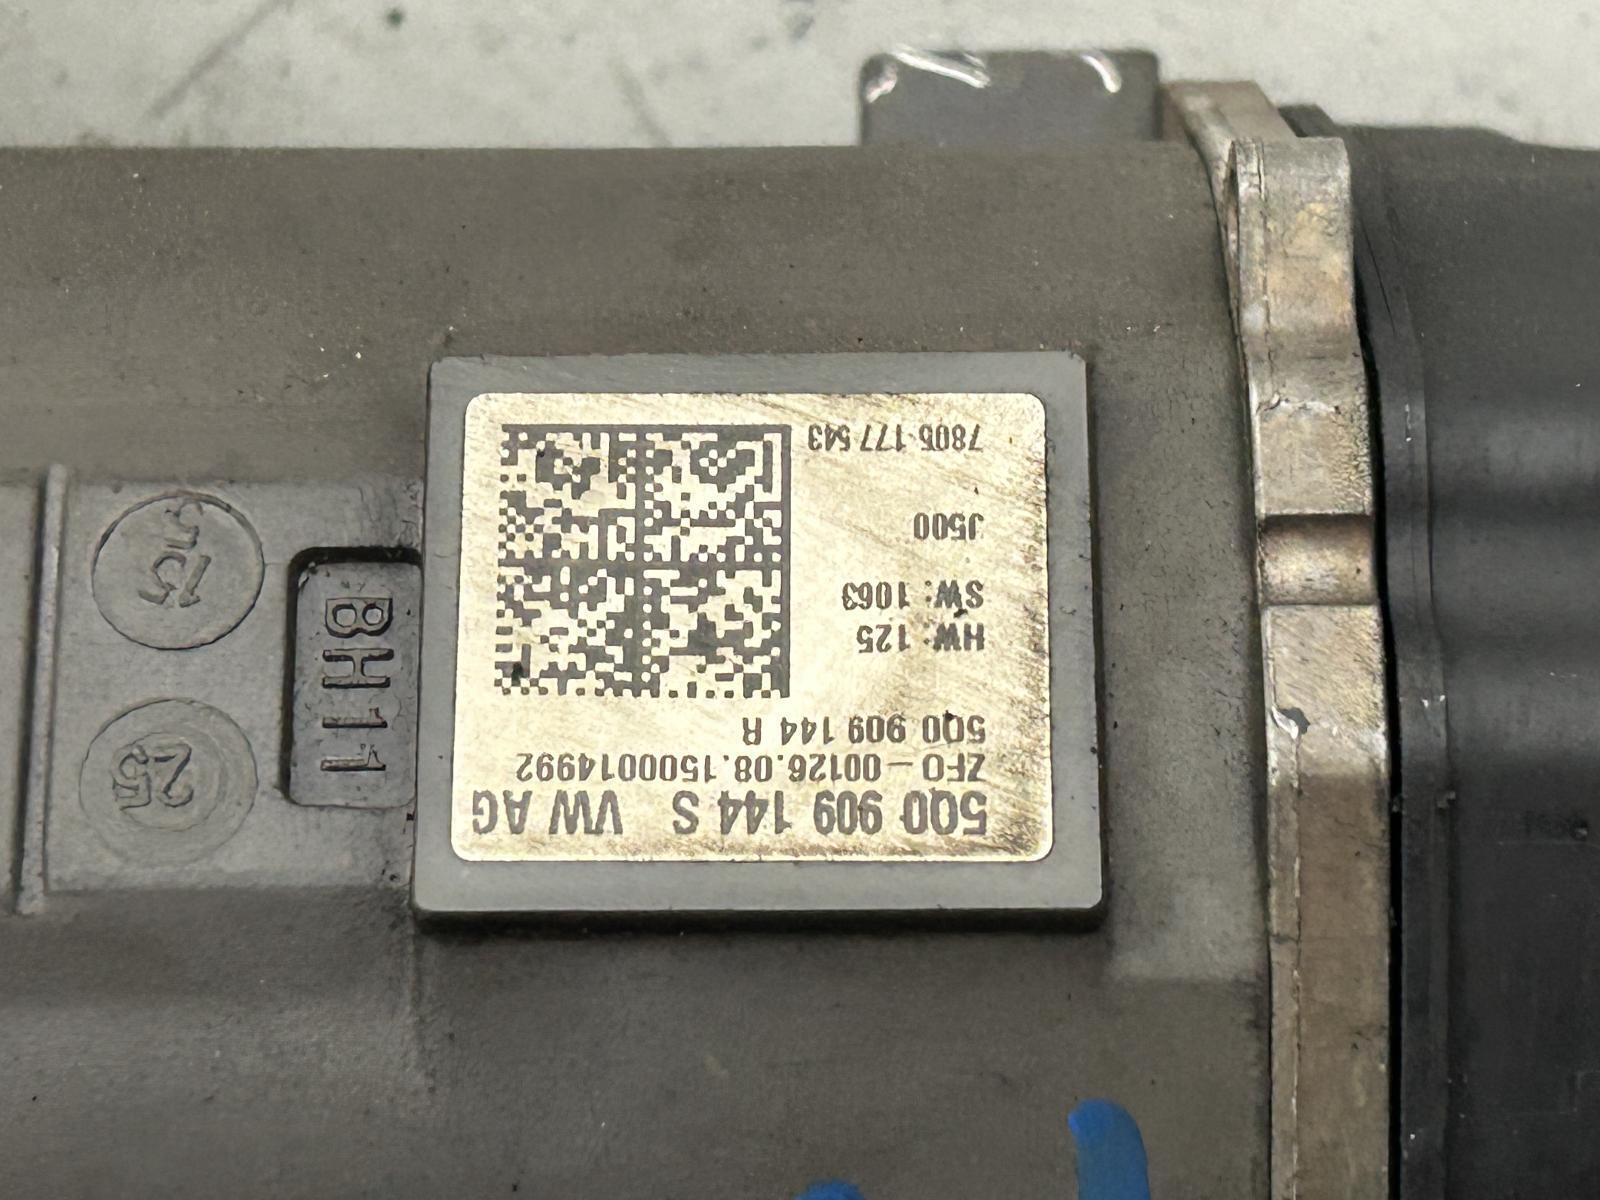 5Q0 909 144 S VW AG
ZFO-00126.08.1500014992
5Q0 909 144 R
HW: 125
SW: 1063
J500
7805 177 543
BH11
25
15